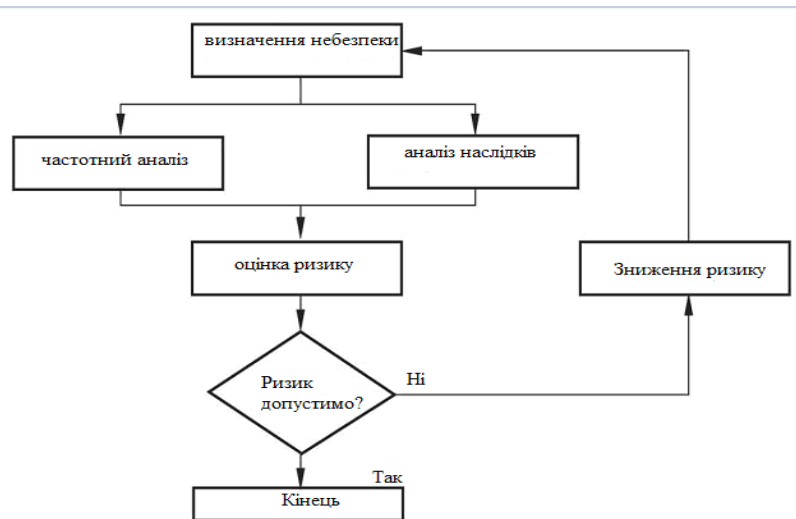 визначення небезпеки
частотний аналіз
аналіз наслідків
оцінка ризику
Зниження ризику
Ризик
допустимо?
Ні
Так
Кінець